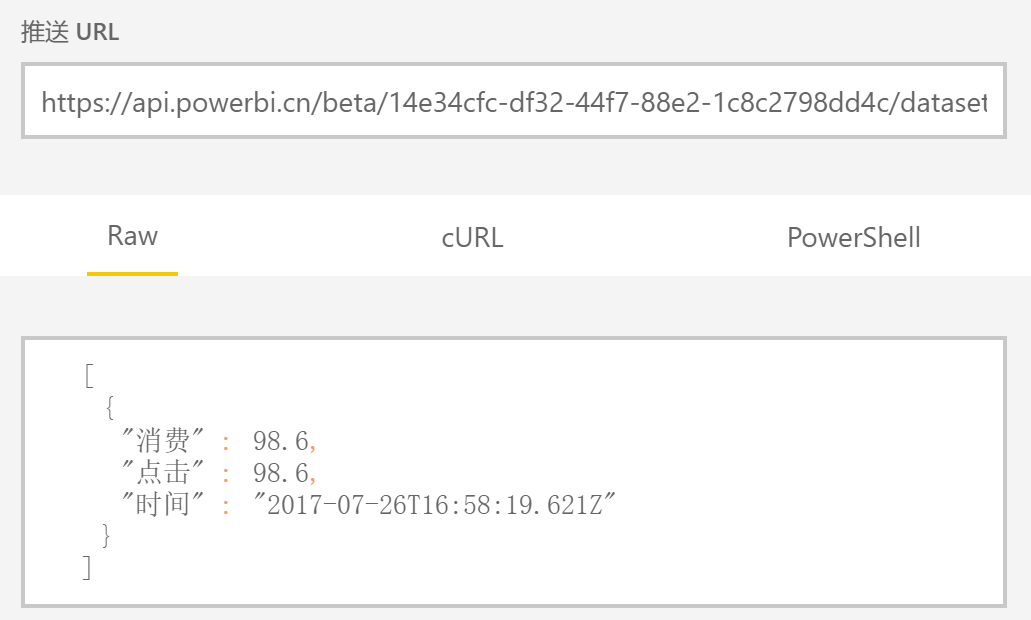 推送 URL
https://api.powerbi.cn/beta/14e34cfc-df32-44f7-88e2-1c8c2798dd4c/dataset
Raw cURL PowerShell
[
{
"消费" : 98.6,
"点击" : 98.6,
"时间" : "2017-07-26T16:58:19.621Z"
}
]